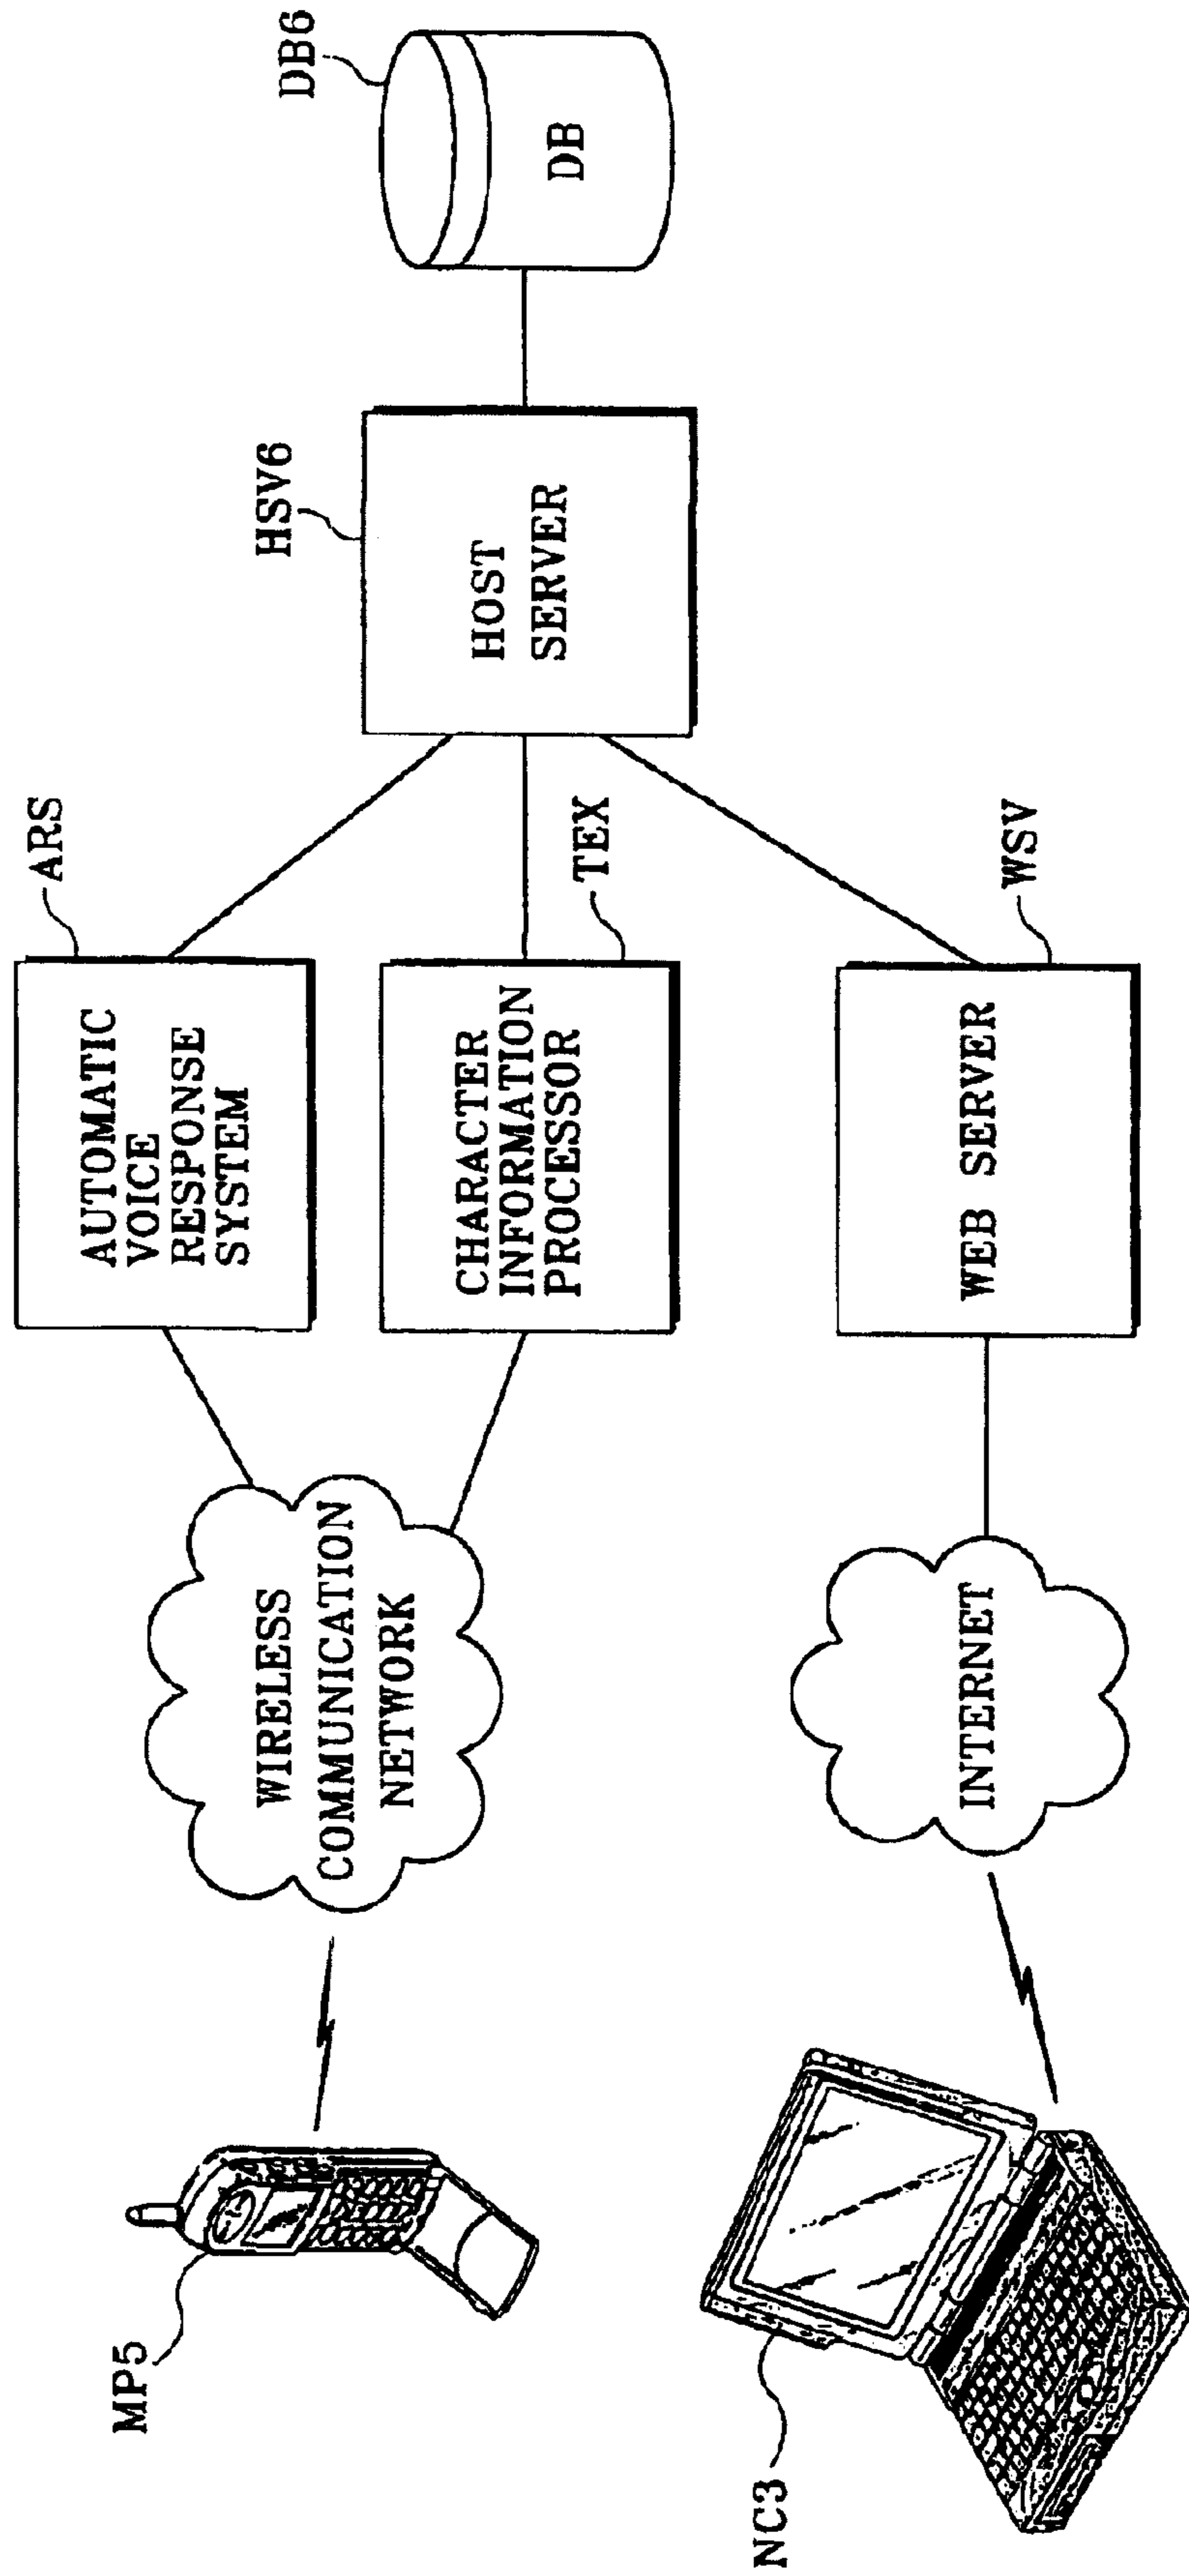 MP5
WIRELESS
COMMUNICATION
NETWORK
AUTOMATIC
VOICE
RESPONSE
SYSTEM
ARS
CHARACTER
INFORMATION
PROCESSOR
TEX
HOST
SERVER
HSV6
DB
DB6
NC3
INTERNET
WEB SERVER
WSV